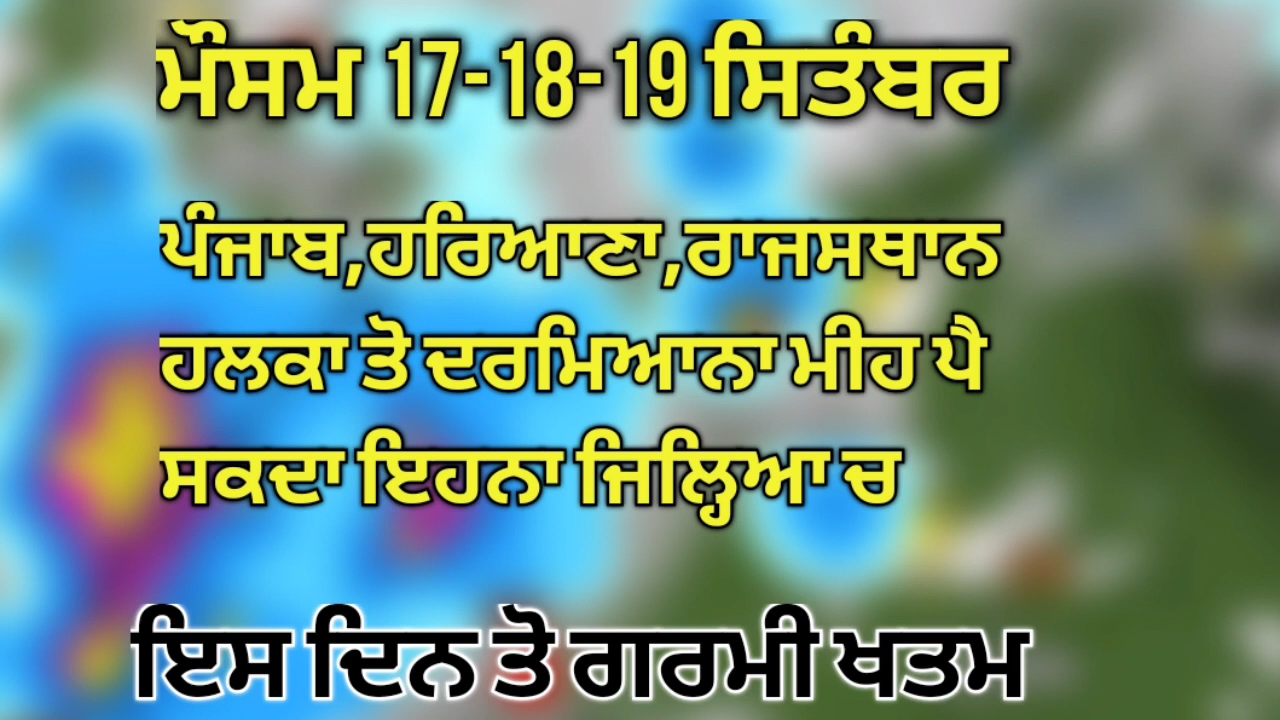 ਮੌਸਮ 17-18-19 ਸਿਤੰਬਰ
ਪੰਜਾਬ,ਹਰਿਆਣਾ,ਰਾਜਸਥਾਨ
ਹਲਕਾ ਤੋ ਦਰਮਿਆਨਾ ਮੀਹ ਪੈ
ਸਕਦਾ ਇਹਨਾ ਜਿਲ੍ਹਿਆ ਚ
ਇਸ ਦਿਨ ਤੋ ਗਰਮੀ ਖਤਮ